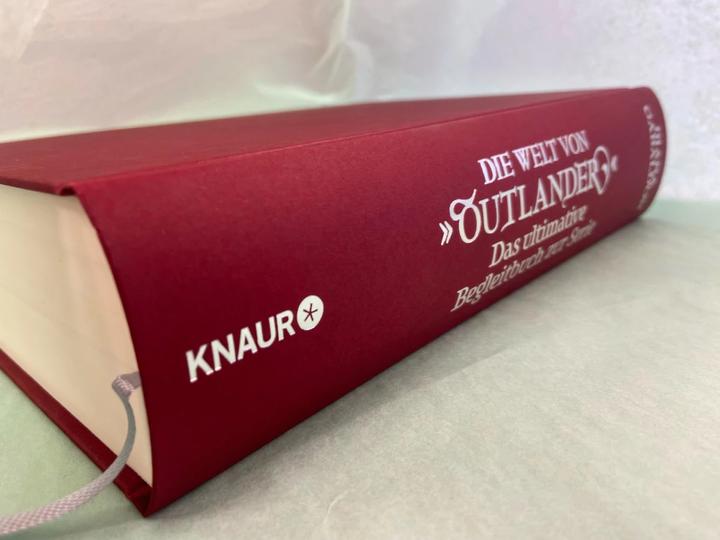 DIE WELT VON
»OUTLANDER«
Das ultimative
Begleitbuch zur Serie
KNAUR